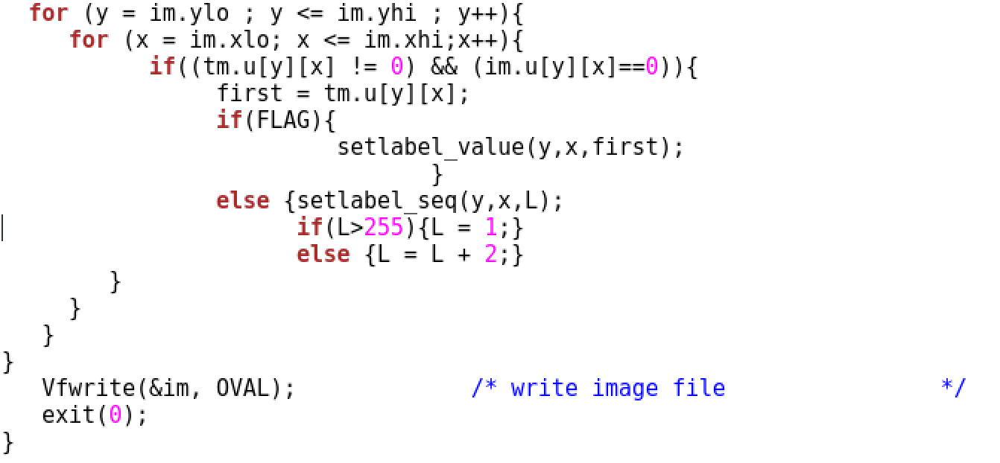 for (y = im.ylo ; y <= im.yhi ; y++){
for (x = im.xlo; x <= im.xhi;x++){
if((tm.u[y][x] != 0) && (im.u[y][x]==0)){
first = tm.u[y][x];
if(FLAG){
setlabel_value(y,x,first);
}
else {setlabel_seq(y,x,L);
if(L>255){L = 1;}
else {L = L + 2;}
}
}
}
}
Vfwrite(&im, OVAL); /* write image file */
exit(0);
}